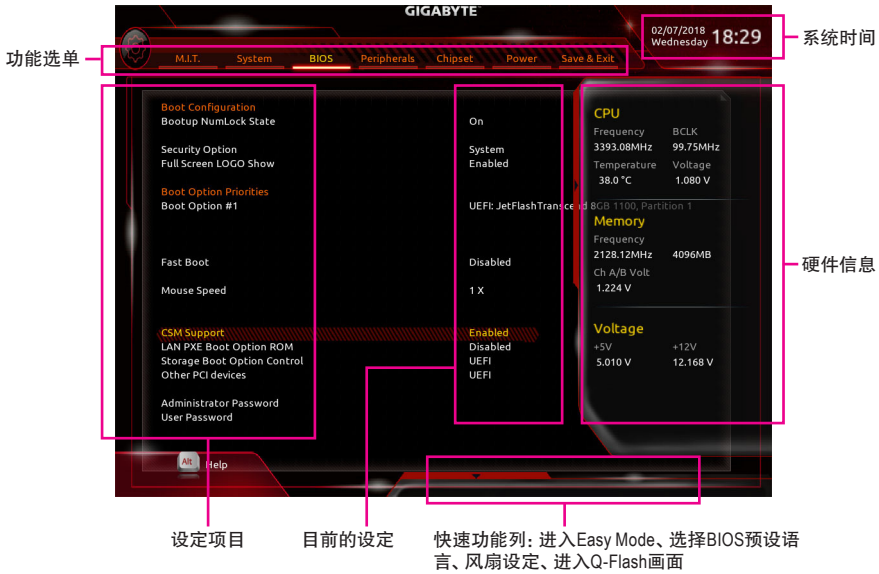 GIGABYTE™
02/07/2018
Wednesday 18:29
系统时间
功能选单
M.I.T. System BIOS Peripherals Chipset Power Save & Exit
Boot Configuration
Bootup NumLock State On
Security Option System
Full Screen LOGO Show Enabled
Boot Option Priorities
Boot Option #1 UEFI: JetFlashTranscend 8GB 1100, Partition 1
Fast Boot Disabled
Mouse Speed 1 X
CSM Support Enabled
LAN PXE Boot Option ROM Disabled
Storage Boot Option Control UEFI
Other PCI devices UEFI
Administrator Password
User Password
CPU
Frequency BCLK
3393.08MHz 99.75MHz
Temperature Voltage
38.0 °C 1.080 V
Memory
Frequency
2128.12MHz 4096MB
Ch A/B Volt
1.224 V
Voltage
+5V +12V
5.010 V 12.168 V
硬件信息
Alt Help
设定项目
目前的设定
快速功能列: 进入Easy Mode、选择BIOS预设语
言、风扇设定、进入Q-Flash画面